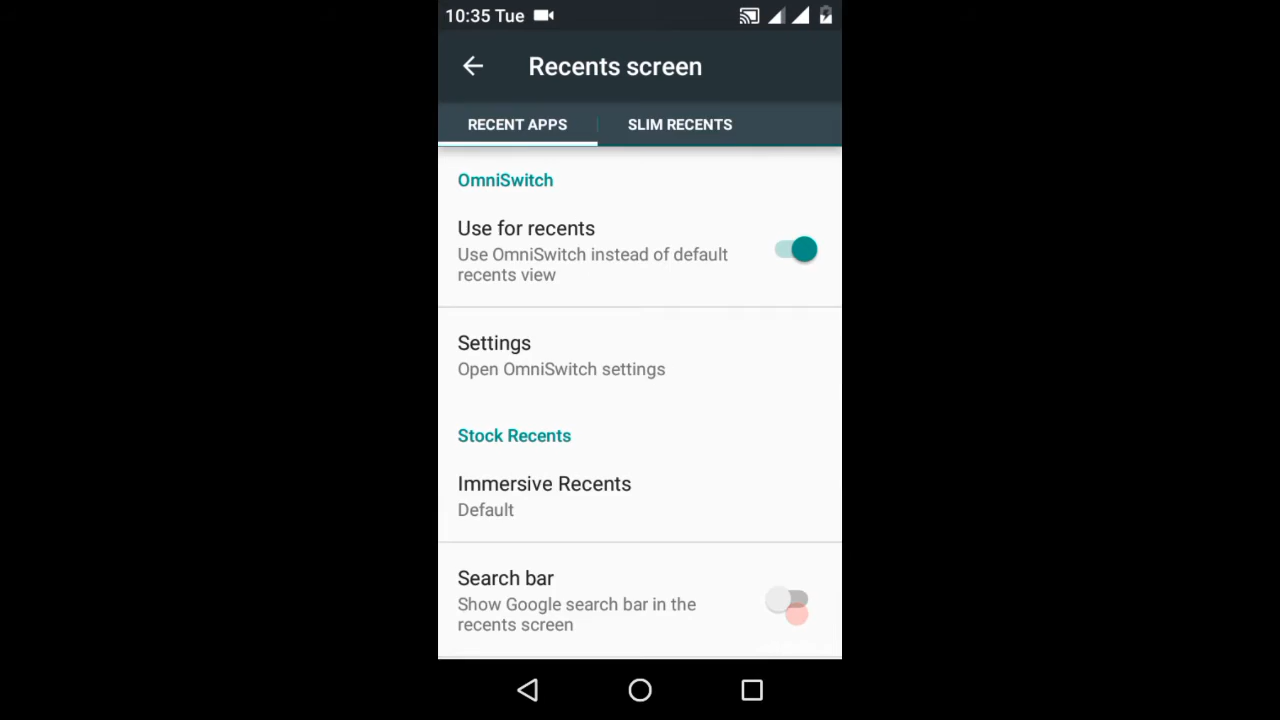 10:35 Tue
Recents screen
RECENT APPS
SLIM RECENTS
OmniSwitch
Use for recents
Use OmniSwitch instead of default
recents view
Settings
Open OmniSwitch settings
Stock Recents
Immersive Recents
Default
Search bar
Show Google search bar in the
recents screen